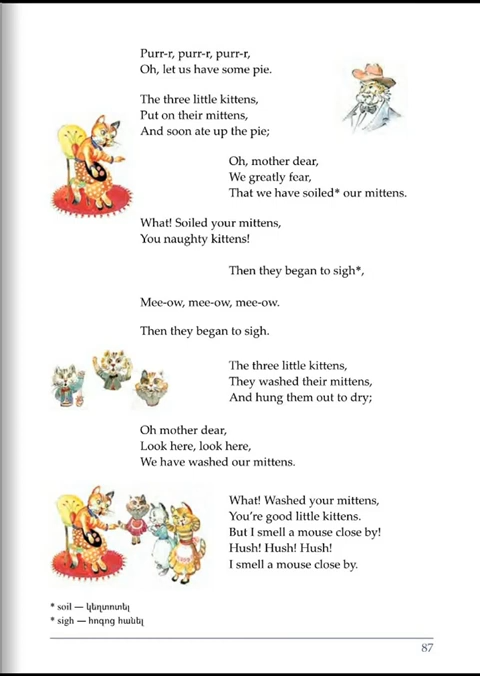 Purr-r, purr-r, purr-r,
Oh, let us have some pie.
The three little kittens,
Put on their mittens,
And soon ate up the pie;
Oh, mother dear,
We greatly fear,
That we have soiled* our mittens.
What! Soiled your mittens,
You naughty kittens!
Then they began to sigh*,
Mee-ow, mee-ow, mee-ow.
Then they began to sigh.
The three little kittens,
They washed their mittens,
And hung them out to dry;
Oh mother dear,
Look here, look here,
We have washed our mittens.
What! Washed your mittens,
You're good little kittens.
But I smell a mouse close by!
Hush! Hush! Hush!
I smell a mouse close by.
* soil — կեղտոտել
* sigh — հոգոց հանել
87